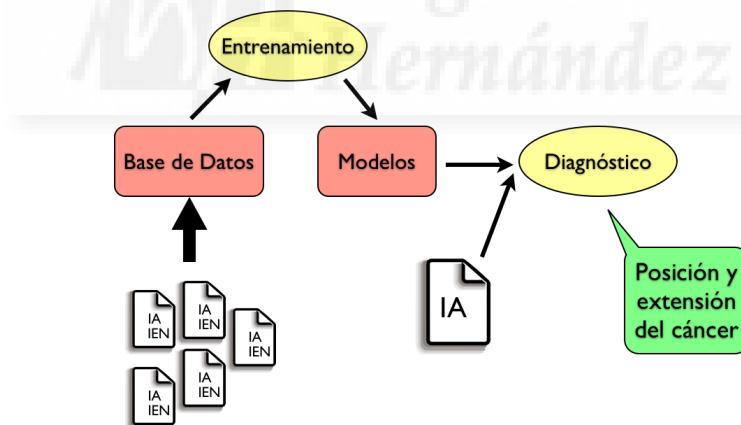 Hernández
Entrenamiento
Base de Datos
Modelos
Diagnóstico
IA
Posición y
extensión
del cáncer
IA
IEN
IA
IEN
IA
IEN
IA
IEN
IA
IEN